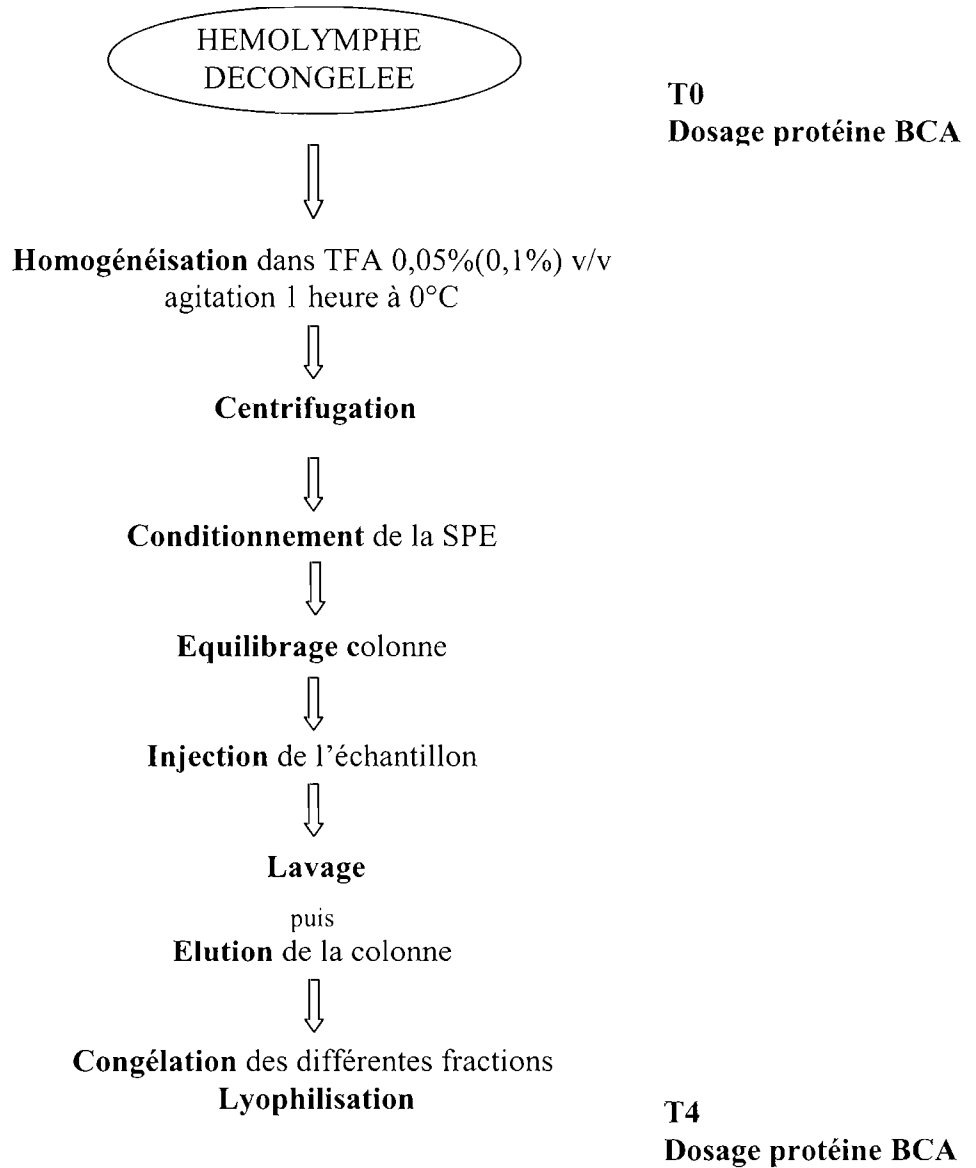 HEMOLYMPHE
DECONGELEE
T0
Dosage protéine BCA
Homogénéisation dans TFA 0,05%(0,1%) v/v
agitation 1 heure à 0°C
Centrifugation
Conditionnement de la SPE
Equilibrage colonne
Injection de l'échantillon
Lavage
puis
Elution de la colonne
Congélation des différentes fractions
Lyophilisation
T4
Dosage protéine BCA